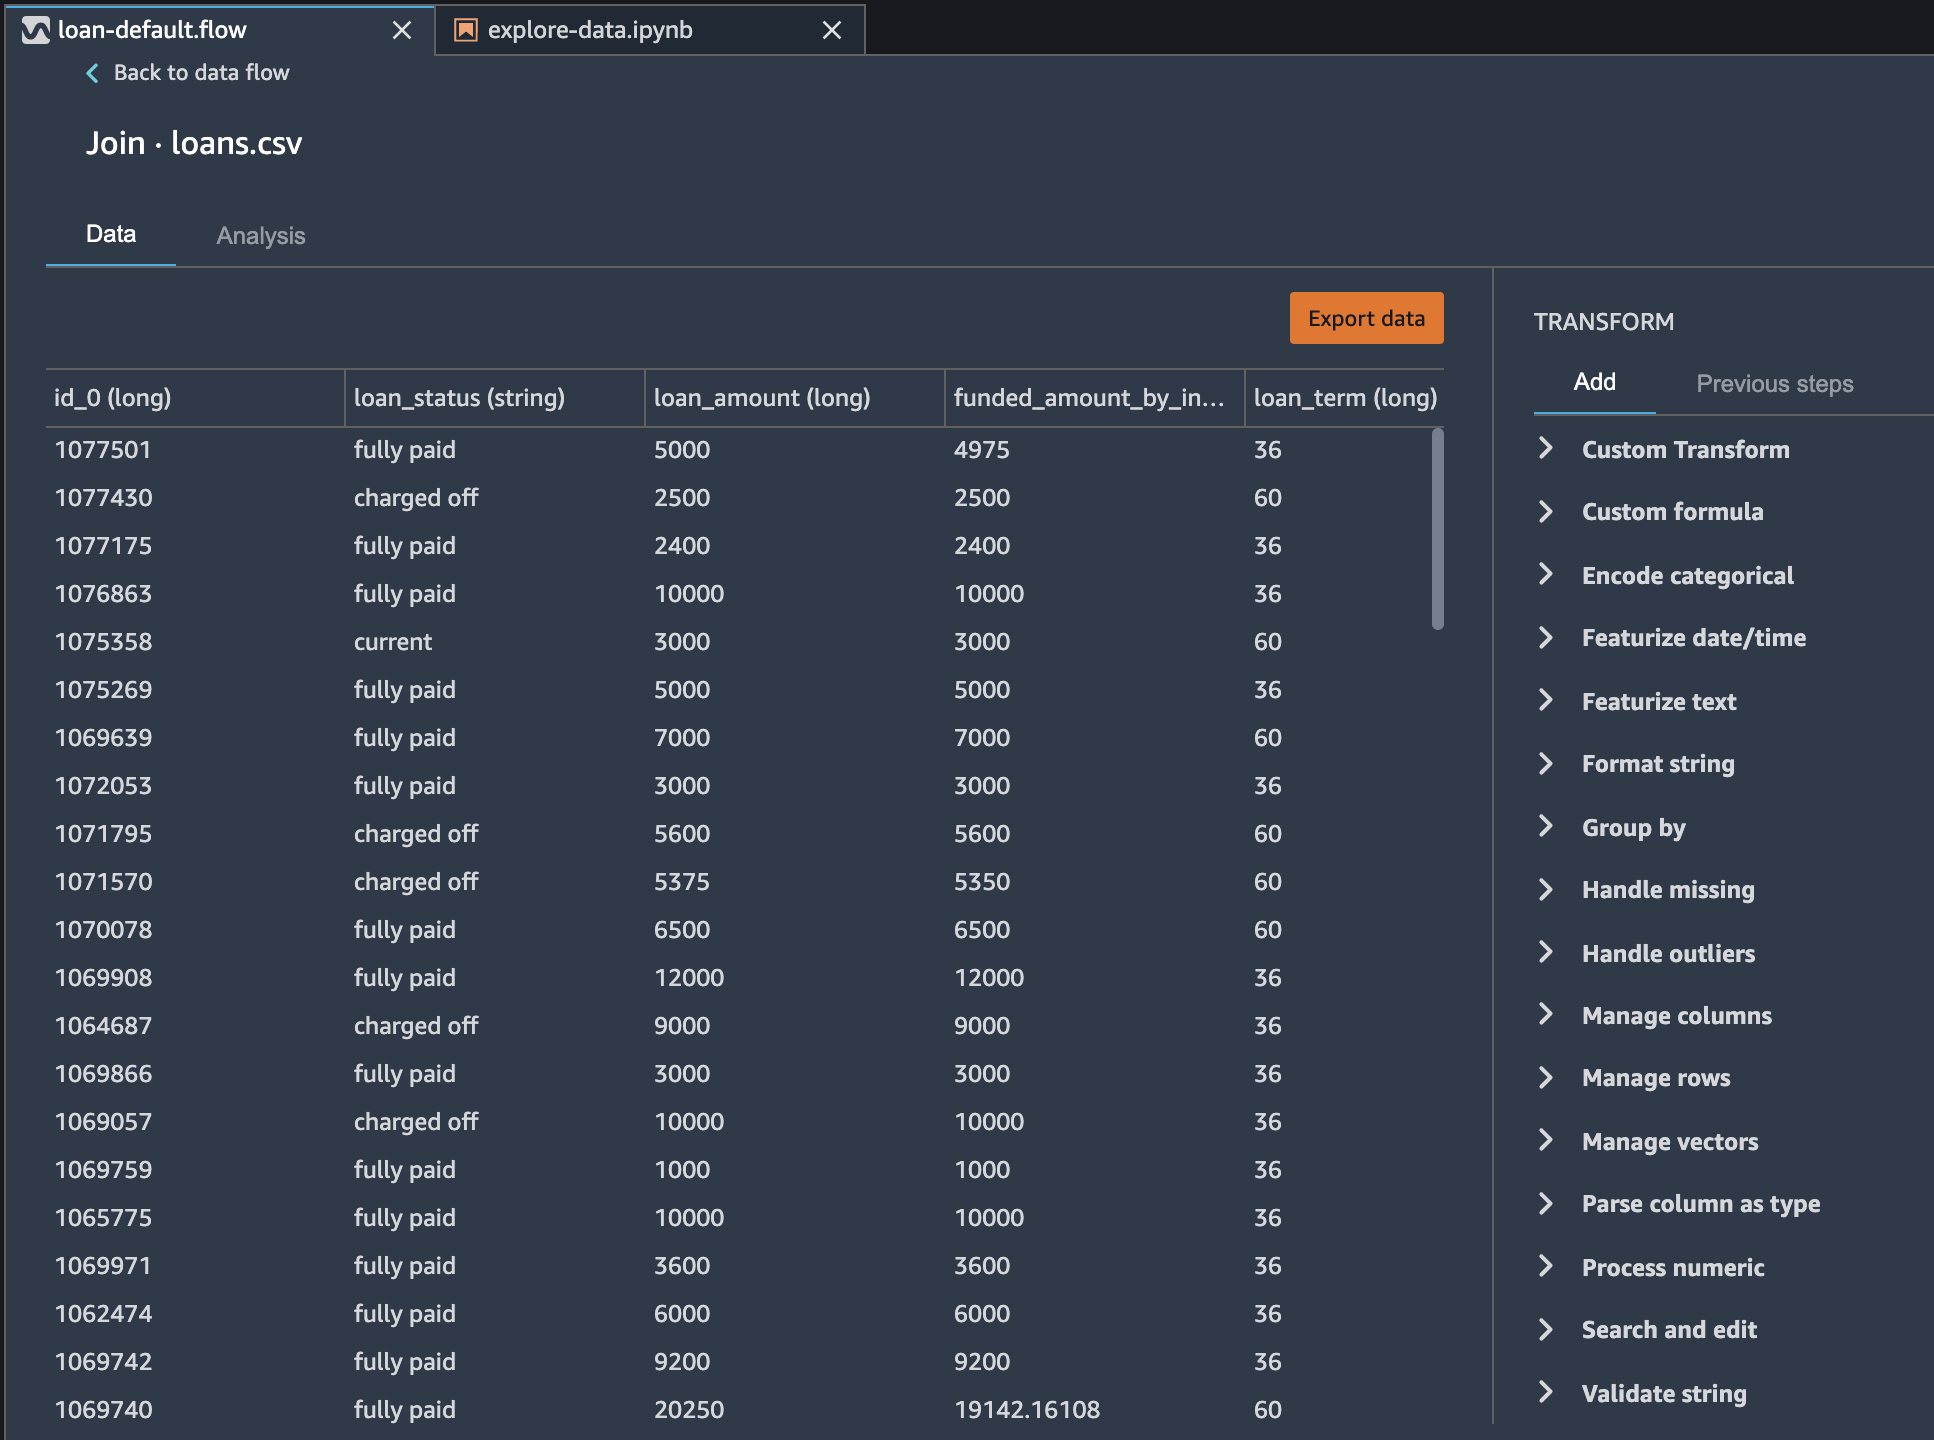 loan-default.flow
explore-data.ipynb
Back to data flow
Join · loans.csv
Data Analysis
Export data
id_0 (long) loan_status (string) loan_amount (long) funded_amount_by_in... loan_term (long)
1077501 fully paid 5000 4975 36
1077430 charged off 2500 2500 60
1077175 fully paid 2400 2400 36
1076863 fully paid 10000 10000 36
1075358 current 3000 3000 60
1075269 fully paid 5000 5000 36
1069639 fully paid 7000 7000 60
1072053 fully paid 3000 3000 36
1071795 charged off 5600 5600 60
1071570 charged off 5375 5350 60
1070078 fully paid 6500 6500 60
1069908 fully paid 12000 12000 36
1064687 charged off 9000 9000 36
1069866 fully paid 3000 3000 36
1069057 charged off 10000 10000 36
1069759 fully paid 1000 1000 36
1065775 fully paid 10000 10000 36
1069971 fully paid 3600 3600 36
1062474 fully paid 6000 6000 36
1069742 fully paid 9200 9200 36
1069740 fully paid 20250 19142.16108 60
TRANSFORM
Add Previous steps
Custom Transform
Custom formula
Encode categorical
Featurize date/time
Featurize text
Format string
Group by
Handle missing
Handle outliers
Manage columns
Manage rows
Manage vectors
Parse column as type
Process numeric
Search and edit
Validate string